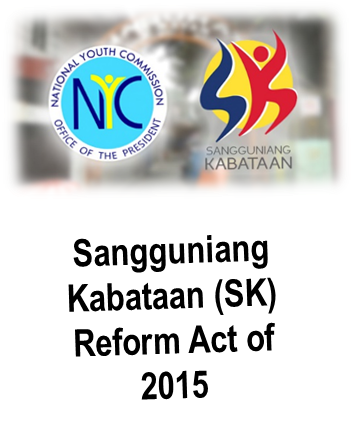 NATIONAL YOUTH COMMISSION
NYC
OFFICE OF THE PRESIDENT
SK
SANGGUNIANG
KABATAAN
Sangguniang
Kabataan (SK)
Reform Act of
2015